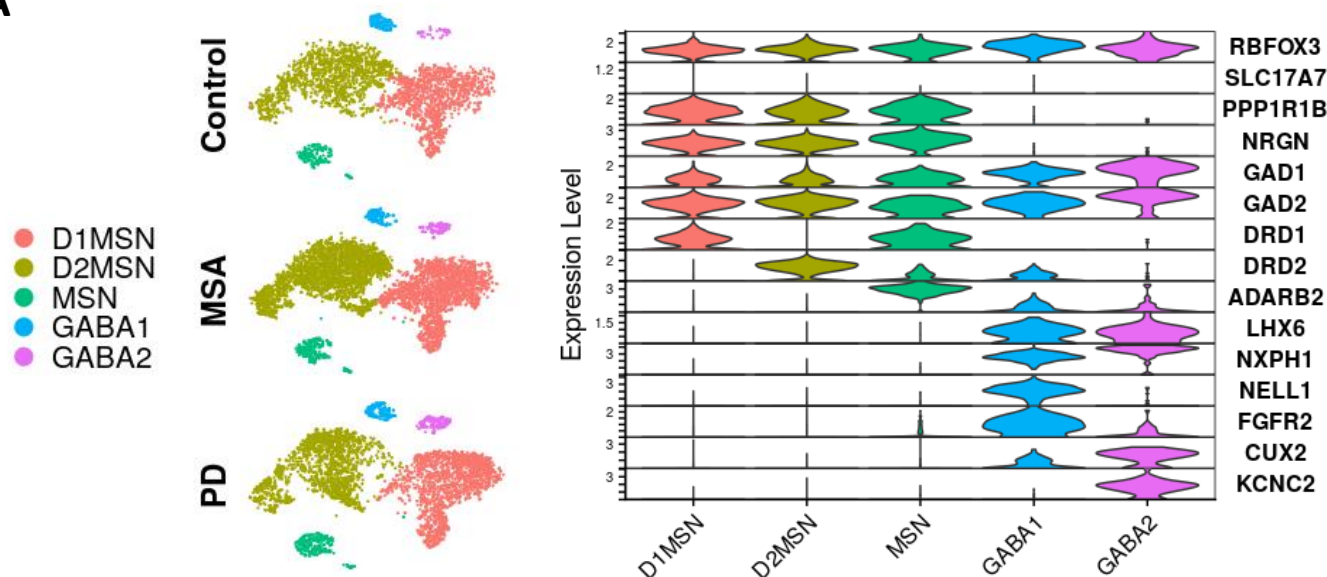 A
Control
MSA
PD
D1MSN
D2MSN
MSN
GABA1
GABA2
Expression Level
2
RBFOX3
1.2
SLC17A7
2
PPP1R1B
3
NRGN
2
GAD1
2
GAD2
2
DRD1
2
DRD2
3
ADARB2
1.5
LHX6
3
NXPH1
3
NELL1
2
FGFR2
3
CUX2
3
KCNC2
D1MSN
D2MSN
MSN
GABA1
GABA2